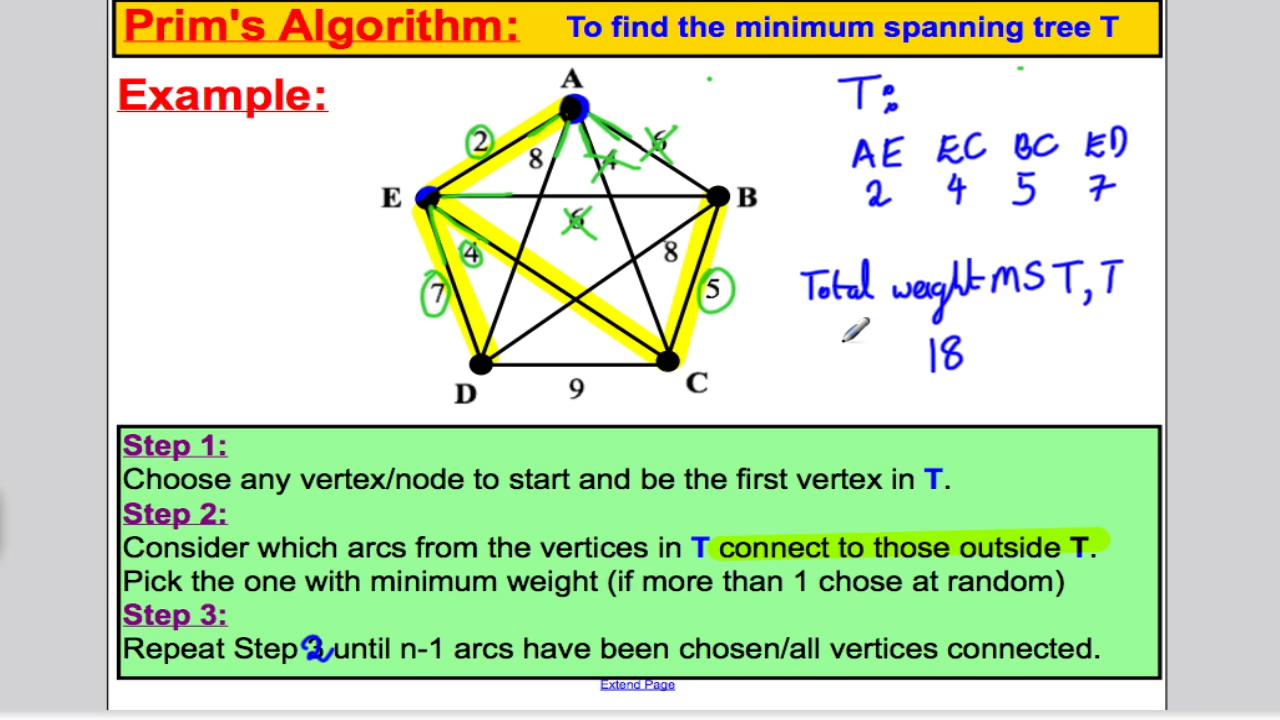 Prim's Algorithm: To find the minimum spanning tree T
Example:
A
T:
2
8
4
6
AE EC BC ED
2 4 5 7
E
B
6
4
8
7
5
Total weight MST, T
18
D
9
C
Step 1:
Choose any vertex/node to start and be the first vertex in T.
Step 2:
Consider which arcs from the vertices in T connect to those outside T.
Pick the one with minimum weight (if more than 1 chose at random)
Step 3:
Repeat Step 2 until n-1 arcs have been chosen/all vertices connected.
Extend Page